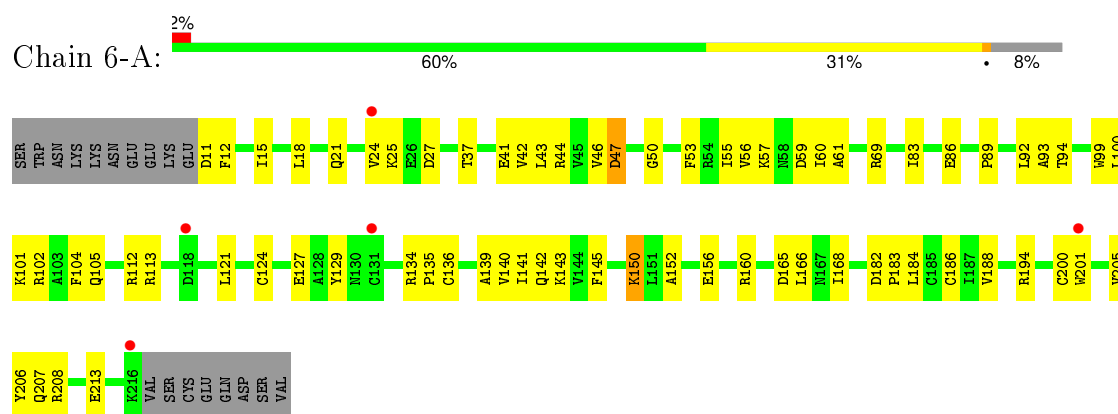 2%
Chain 6-A:
60% 31% • 8%
SER TRP ASN LYS LYS ASN GLU GLU LYS GLU D11 F12 I15 L18 Q21 V24 K25 E26 D27 T37 E41 V42 L43 R44 V45 V46 D47 G50 F53 R54 I55 V56 K57 N58 D59 I60 A61 R69 I83 E86 P89 L92 A93 T94 W99 L100
K101 R102 A103 F104 Q105 R112 R113 D118 L121 C124 E127 A128 Y129 N130 C131 R134 P135 C136 A139 V140 I141 Q142 K143 V144 F145 K150 L151 A152 E156 R160 D165 L166 N167 I168 D182 P183 L184 C185 C186 I187 V188 R194 C200 W201 V205
Y206 Q207 R208 E213 K216 VAL SER CYS GLU GLN ASP SER VAL